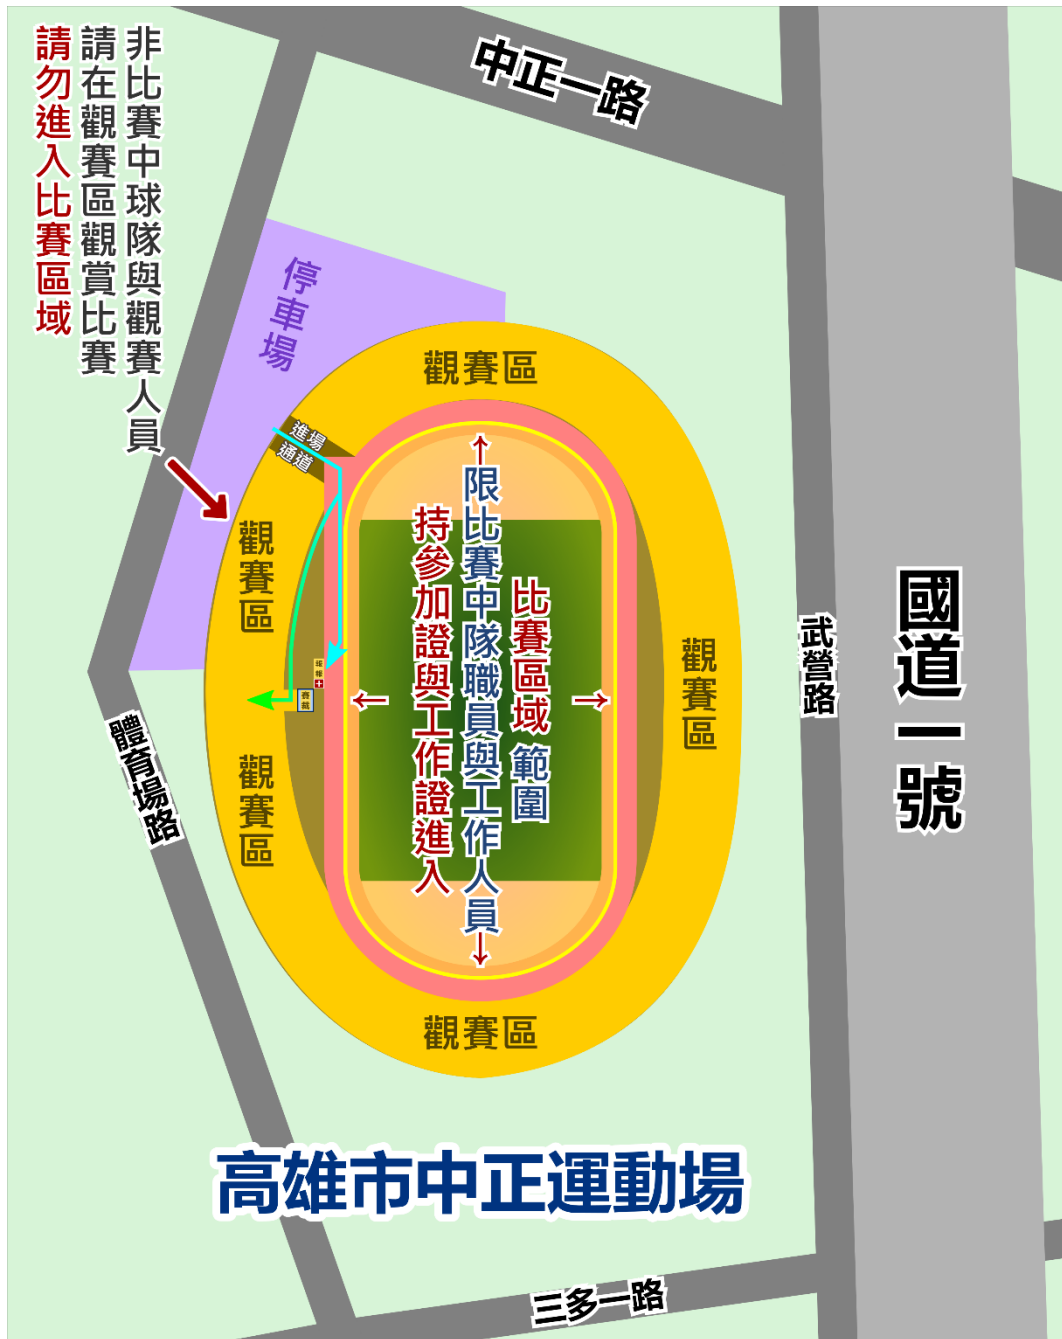 非比賽中球隊與觀賽人員
請在觀賽區觀賞比賽
請勿進入比賽區域
中正一路
停車場
觀賽區
進場
通道
觀賽區
比賽區域 範圍
限比賽中隊職員與工作人員
持參加證與工作證進入
觀賽區
武營路
國道一號
體育場路
觀賽區
觀賽區
高雄市中正運動場
三多一路